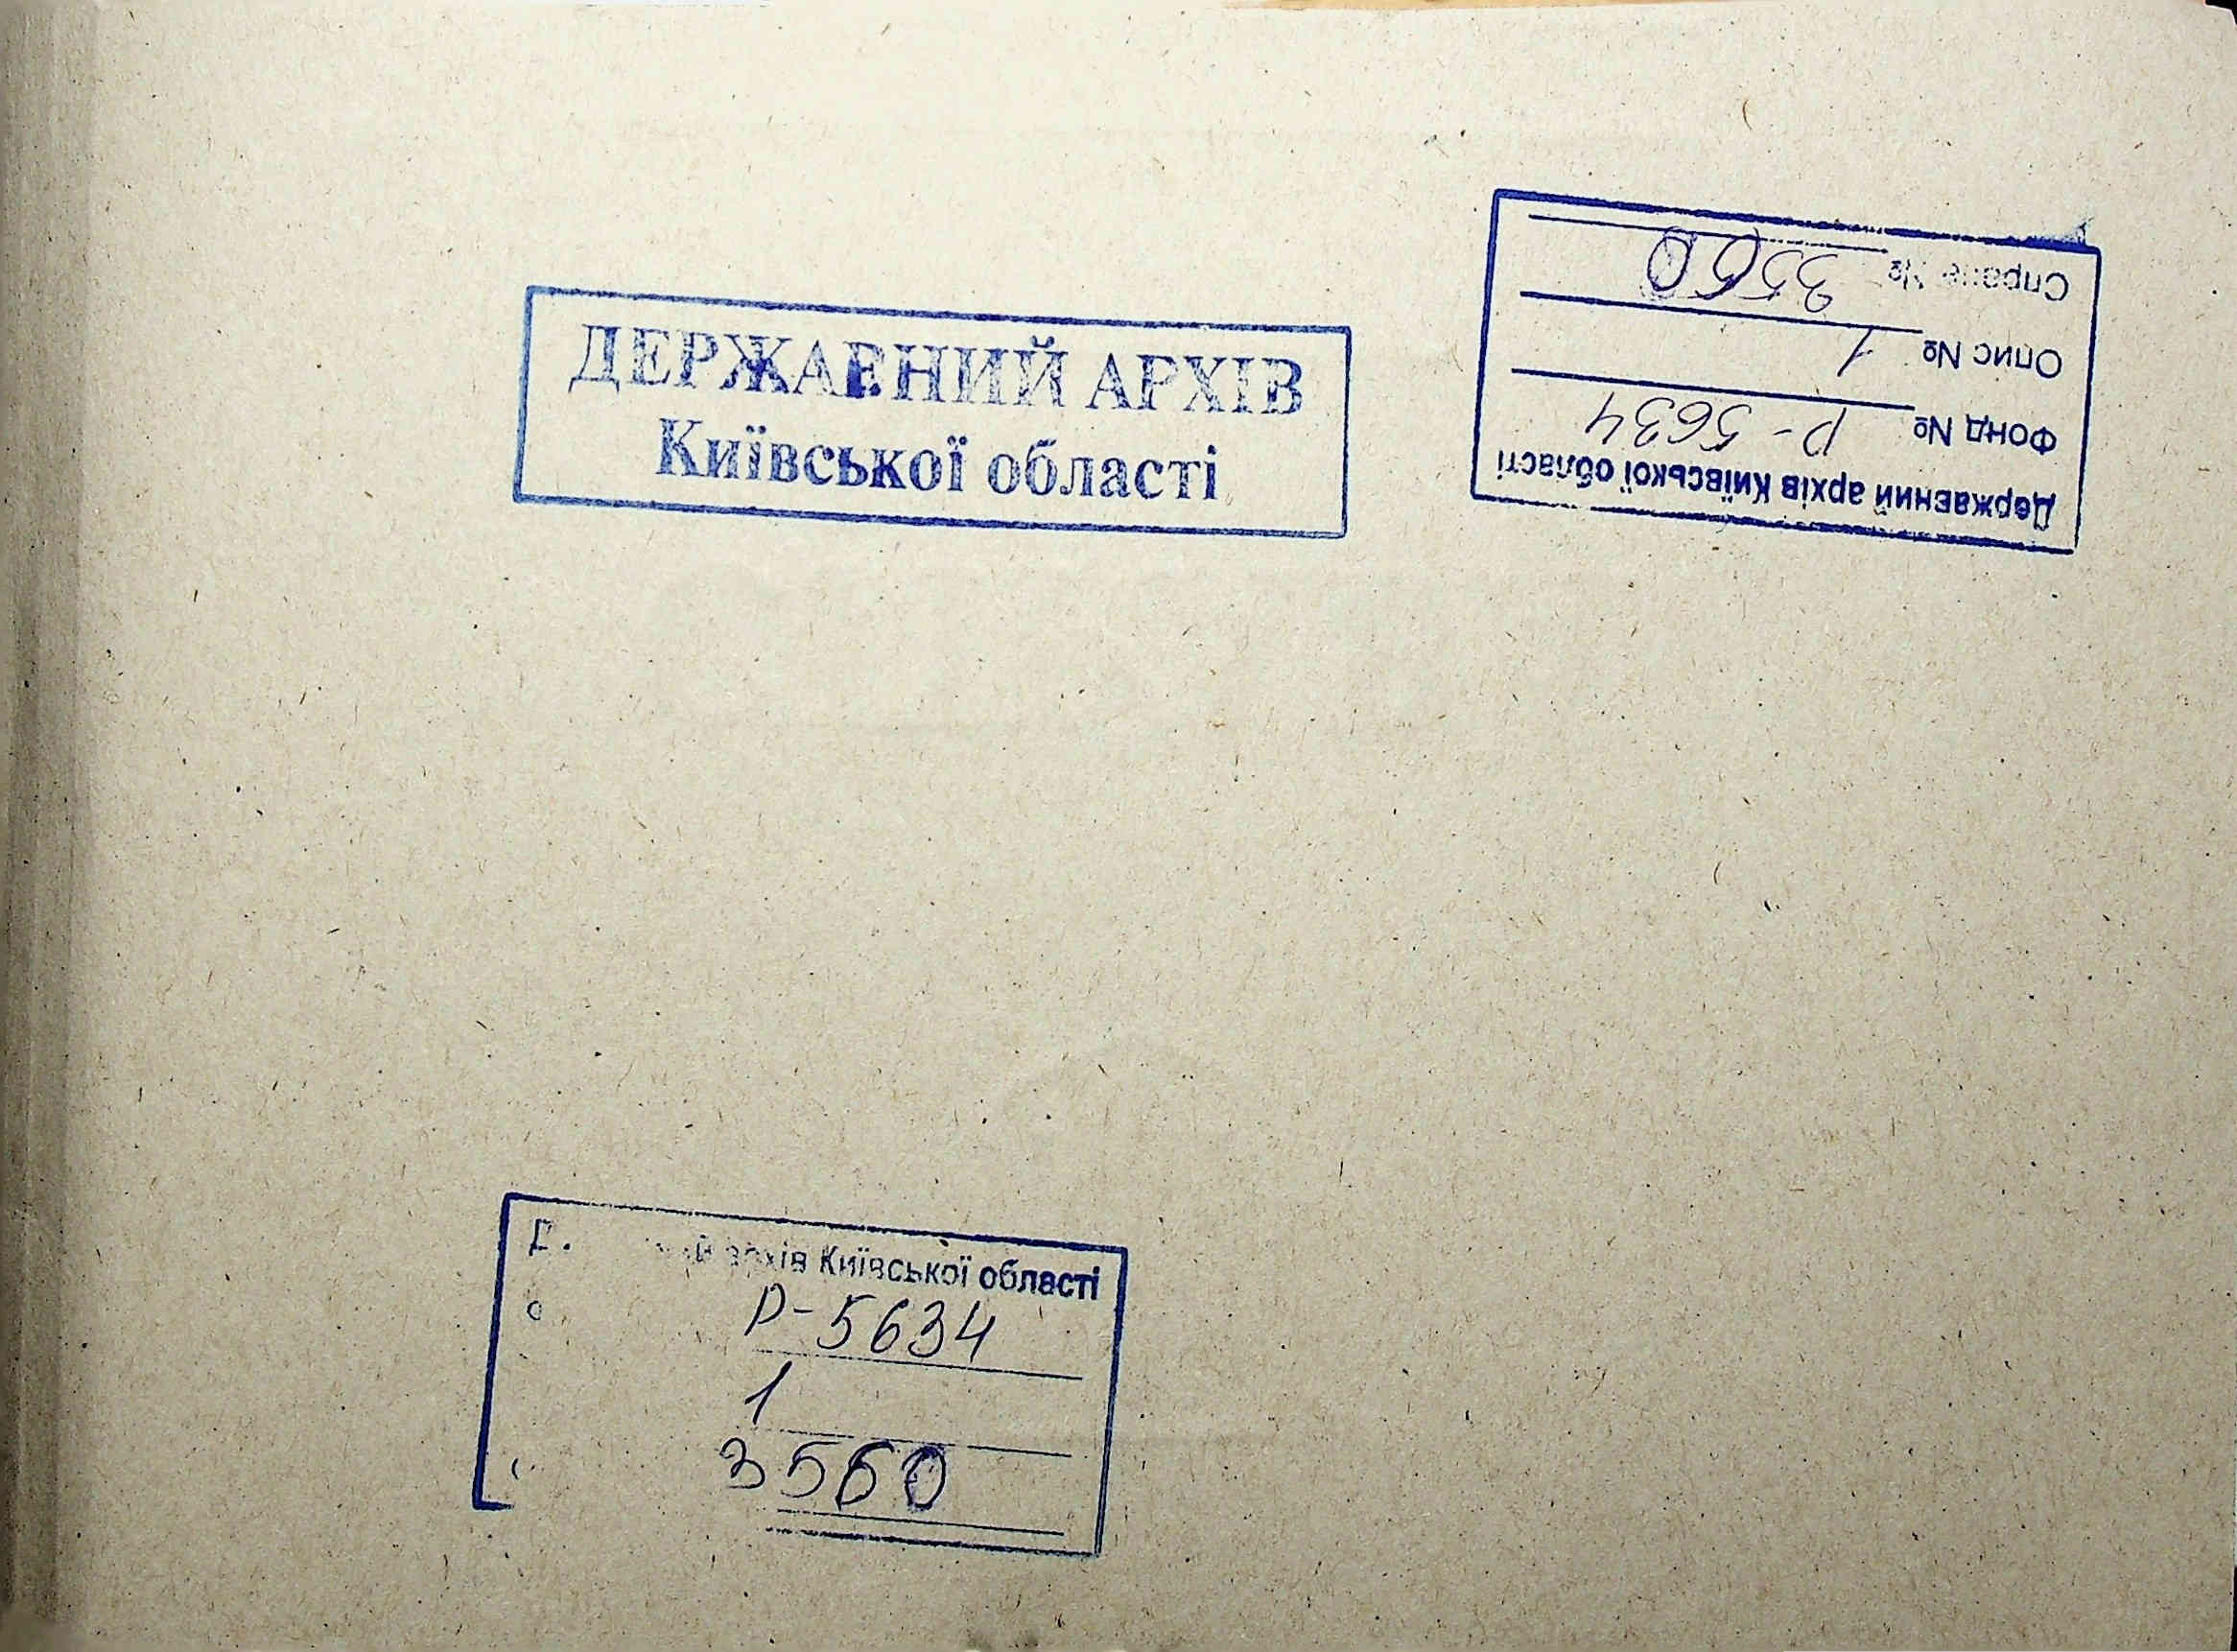 ДЕРЖАВНИЙ АРХІВ
Київської області
Державний архів Київської області
Фонд № Р-5634
Опис № 1
Справа № 3560
архів Київської області
Р-5634
1
3560